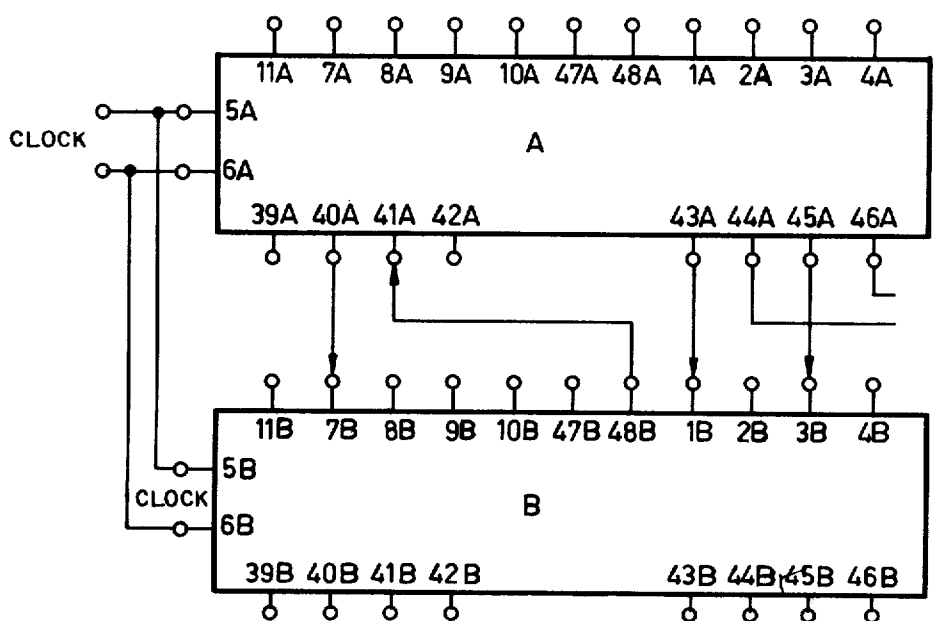 11A 7A 8A 9A 10A 47A 48A 1A 2A 3A 4A
5A
CLOCK
A
6A
39A 40A 41A 42A 43A 44A 45A 46A
11B 7B 8B 9B 10B 47B 48B 1B 2B 3B 4B
5B
CLOCK
B
6B
39B 40B 41B 42B 43B 44B 45B 46B